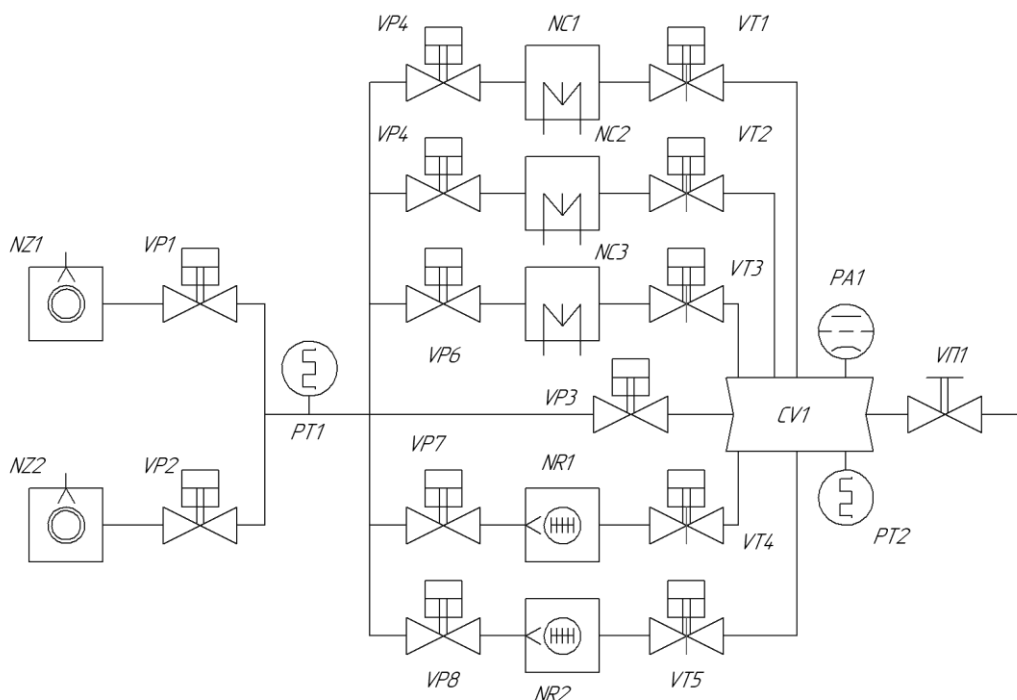 VP4
NC1
VT1
VP4
NC2
VT2
NZ1
VP1
NC3
VT3
PA1
VP6
VP3
VП1
CV1
PT1
NZ2
VP2
VP7
NR1
VT4
PT2
VP8
NR2
VT5